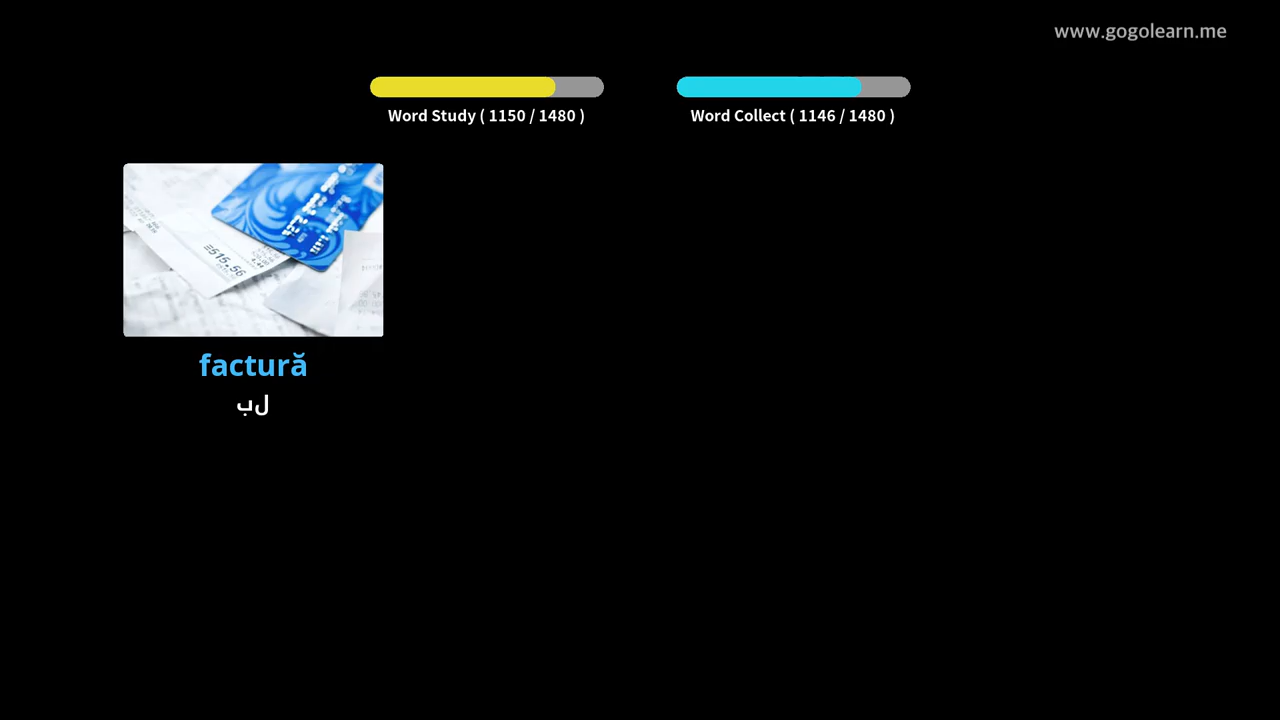 www.gogolearn.me
Word Study ( 1150 / 1480 )
Word Collect ( 1146 / 1480 )
≡515.56
factură
بل